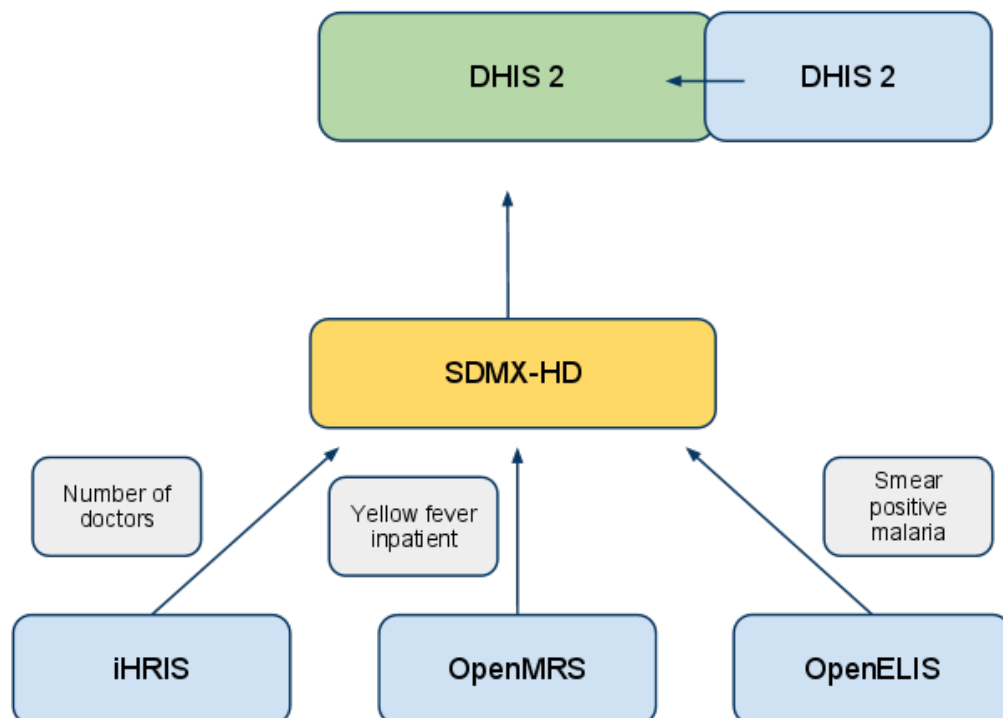 DHIS 2
DHIS 2
SDMX-HD
Number of
doctors
Yellow fever
inpatient
Smear
positive
malaria
iHRIS
OpenMRS
OpenELIS